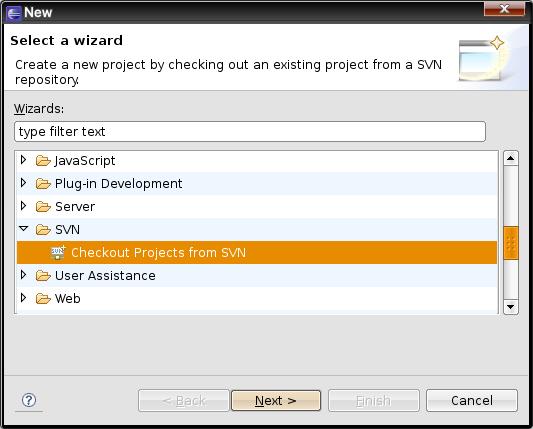 New
Select a wizard
Create a new project by checking out an existing project from a SVN
repository.
Wizards:
type filter text
JavaScript
Plug-in Development
Server
SVN
Checkout Projects from SVN
User Assistance
Web
?
< Back
Next >
Finish
Cancel